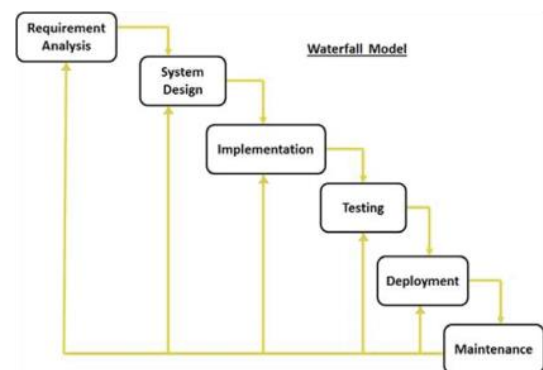 Requirement
Analysis
Waterfall Model
System
Design
Implementation
Testing
Deployment
Maintenance